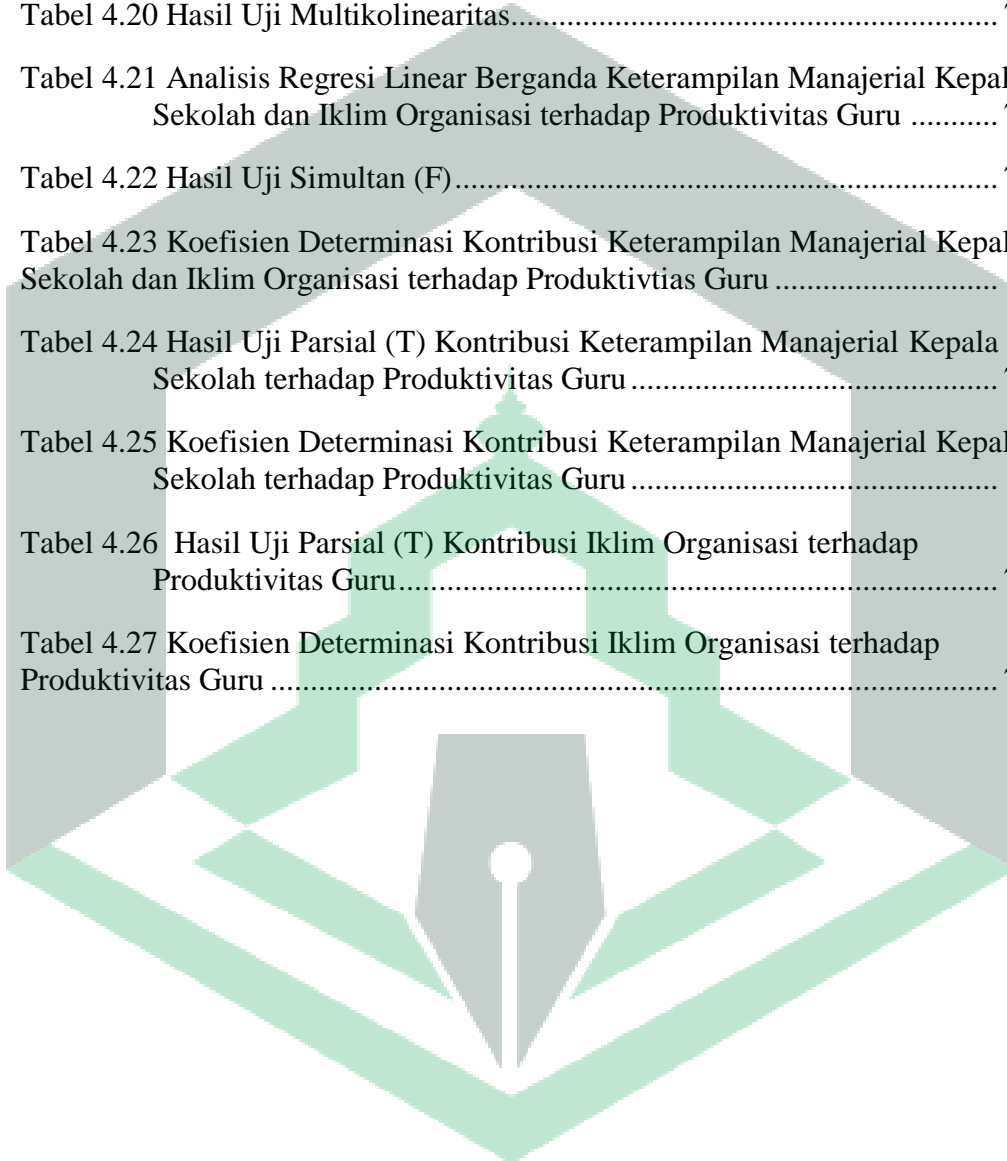 Tabel 4.20 Hasil Uji Multikolinearitas....................................................................................
Tabel 4.21 Analisis Regresi Linear Berganda Keterampilan Manajerial
Sekolah dan Iklim Organisasi terhadap Produktivitas Guru ...........
Tabel 4.22 Hasil Uji Simultan (F)............................................................................
Tabel 4.23 Koefisien Determinasi Kontribusi Keterampilan Manajerial
Sekolah dan Iklim Organisasi terhadap Produktivtias Guru .............................
Tabel 4.24 Hasil Uji Parsial (T) Kontribusi Keterampilan Manajerial Kepala
Sekolah terhadap Produktivitas Guru ...............................................
Tabel 4.25 Koefisien Determinasi Kontribusi Keterampilan Manajerial
Sekolah terhadap Produktivitas Guru ...............................................
Tabel 4.26 Hasil Uji Parsial (T) Kontribusi Iklim Organisasi terhadap
Produktivitas Guru................................................................................
Tabel 4.27 Koefisien Determinasi Kontribusi Iklim Organisasi terhadap
Produktivitas Guru ...................................................................................................